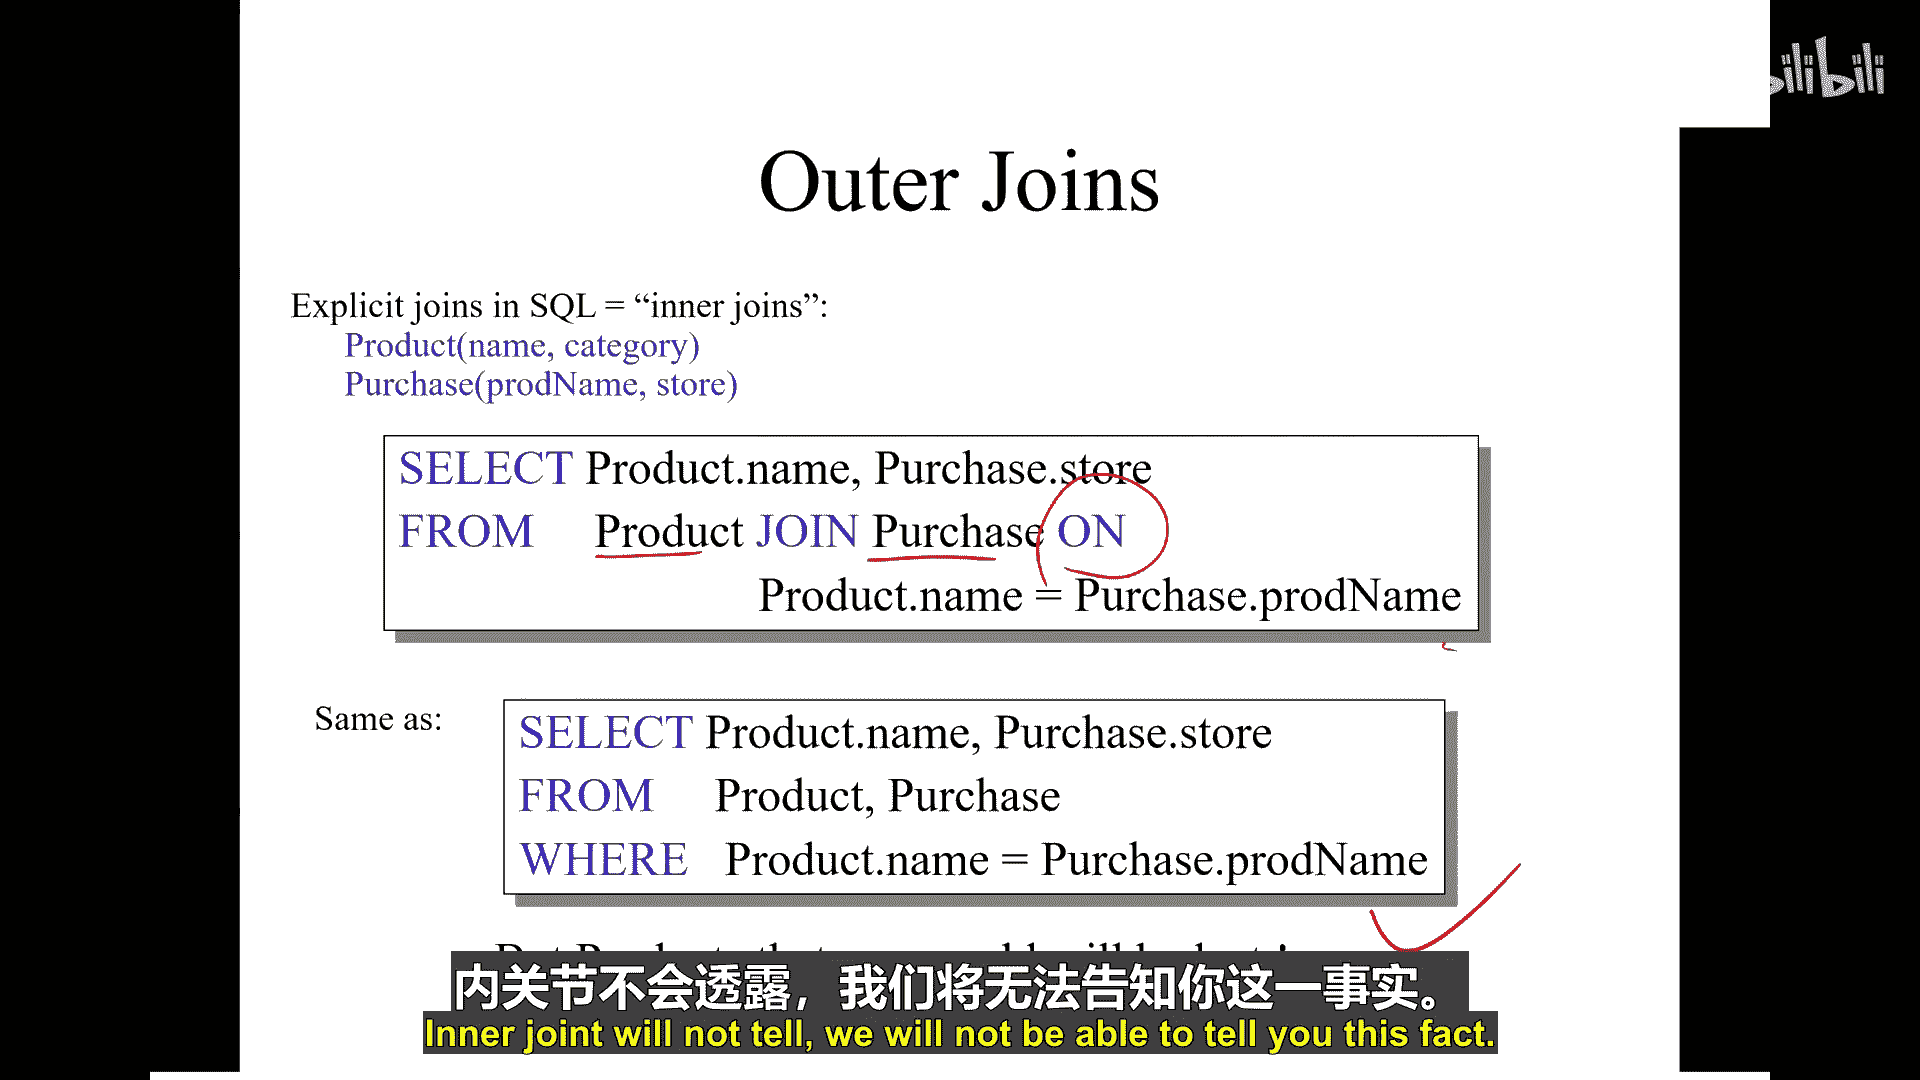 bilibili
Outer Joins
Explicit joins in SQL = “inner joins”:
Product(name, category)
Purchase(prodName, store)
SELECT Product.name, Purchase.store
FROM Product JOIN Purchase ON
Product.name = Purchase.prodName
Same as:
SELECT Product.name, Purchase.store
FROM Product, Purchase
WHERE Product.name = Purchase.prodName
内关节不会透露，我们将无法告知你这一事实。
Inner joint will not tell, we will not be able to tell you this fact.